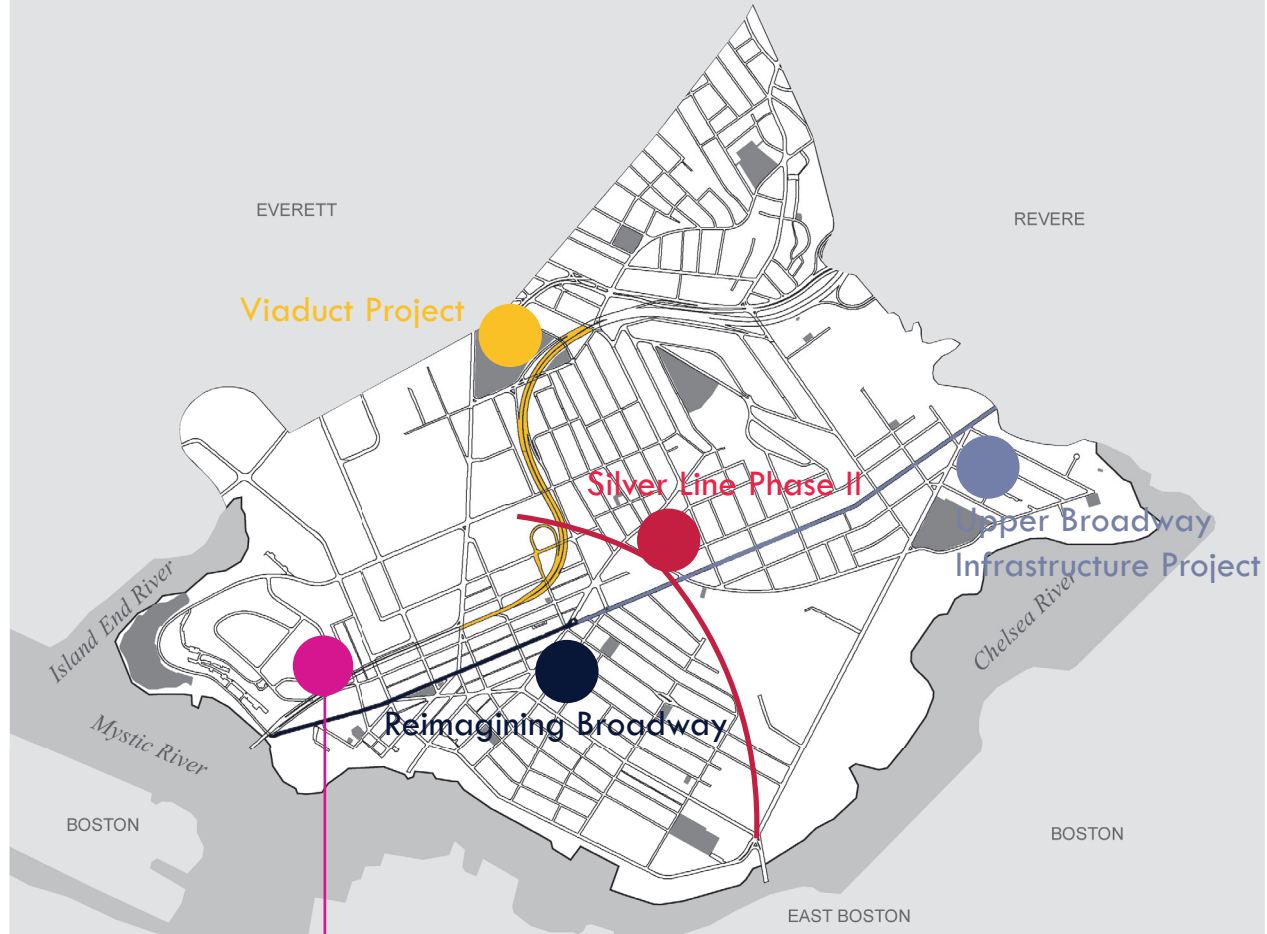 EVERETT
REVERE
Viaduct Project
Silver Line Phase II
Upper Broadway
Infrastructure Project
Island End River
Chelsea River
Mystic River
Reimagining Broadway
BOSTON
BOSTON
EAST BOSTON